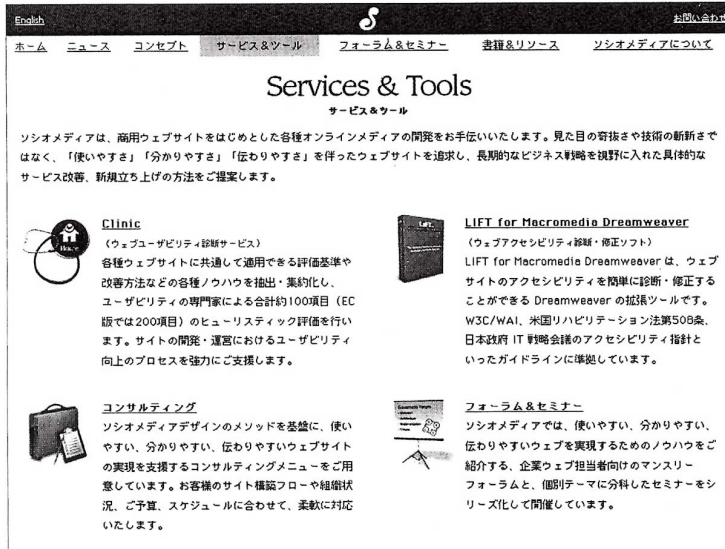 English
お問い合わせ
ホーム ニュース コンセプト サービス&ツール フォーラム&セミナー 書籍&リソース ソシオメディアについて
Services & Tools
サービス&ツール
ソシオメディアは、商用ウェブサイトをはじめとした各種オンラインメディアの開発をお手伝いいたします。見た目の奇抜さや技術の斬新さで
はなく、「使いやすさ」「分かりやすさ」「伝わりやすさ」を伴ったウェブサイトを追求し、長期的なビジネス戦略を視野に入れた具体的な
サービス改善、新規立ち上げの方法をご提案します。
Clinic
(ウェブユーザビリティ診断サービス)
各種ウェブサイトに共通して適用できる評価基準や
改善方法などの各種ノウハウを抽出・集約化し、
ユーザビリティの専門家による合計約100項目(EC
版では200項目)のヒューリスティック評価を行い
ます。サイトの開発・運営におけるユーザビリティ
向上のプロセスを強力にご支援します。
LIFT for Macromedia Dreamweaver
(ウェブアクセシビリティ診断・修正ソフト)
LIFT for Macromedia Dreamweaver は、ウェブ
サイトのアクセシビリティを簡単に診断・修正する
ことができる Dreamweaver の拡張ツールです。
W3C/WAI、米国リハビリテーション法第508条、
日本政府 IT 戦略会議のアクセシビリティ指針と
いったガイドラインに準拠しています。
コンサルティング
ソシオメディアデザインのメソッドを基盤に、使い
やすい、分かりやすい、伝わりやすいウェブサイト
の実現を支援するコンサルティングメニューをご用
意しています。お客様のサイト構築フローや組織状
況、ご予算、スケジュールに合わせて、柔軟に対応
いたします。
フォーラム&セミナー
ソシオメディアでは、使いやすい、分かりやすい、
伝わりやすいウェブを実現するためのノウハウをご
紹介する、企業ウェブ担当者向けのマンスリー
フォーラムと、個別テーマに分科したセミナーをシ
リーズ化して開催しています。